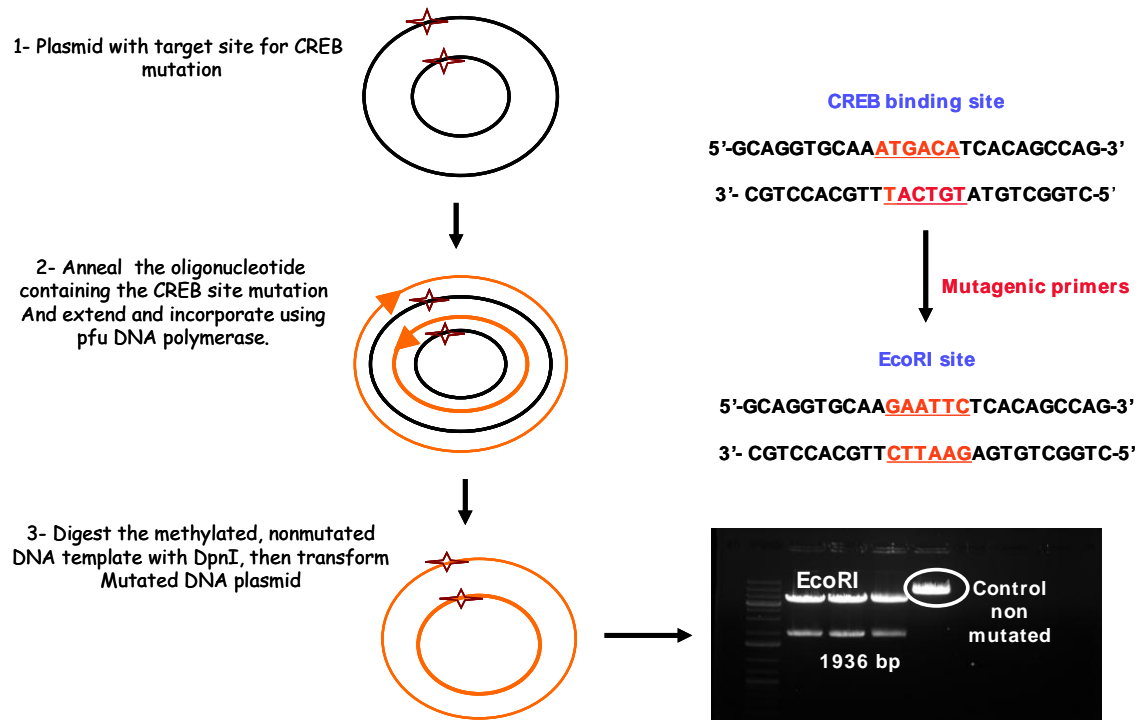 1- Plasmid with target site for CREB
mutation
2- Anneal  the oligonucleotide
containing the CREB site mutation
And extend and incorporate using
pfu DNA polymerase.
3- Digest the methylated, nonmutated
DNA template with DpnI, then transform
Mutated DNA plasmid
CREB binding site
5’-GCAGGTGCAAATGACATCACAGCCAG-3’
3’- CGTCCACGTTTACTGTATGTCGGTC-5’
Mutagenic primers
EcoRI site
5’-GCAGGTGCAAGAATTCTCACAGCCAG-3’
3’- CGTCCACGTTCTTAAGAGTGTCGGTC-5’
EcoRI
Control
non
mutated
1936 bp